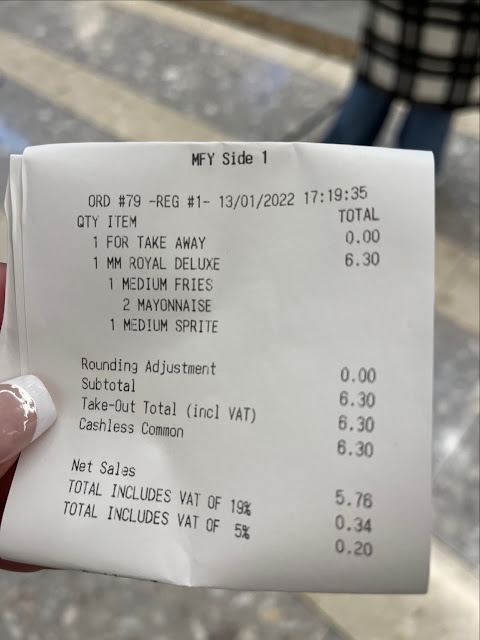 MFY Side 1
ORD #79 -REG #1- 13/01/2022 17:19:35
QTY ITEM TOTAL
1 FOR TAKE AWAY 0.00
1 MM ROYAL DELUXE 6.30
1 MEDIUM FRIES
2 MAYONNAISE
1 MEDIUM SPRITE
Rounding Adjustment 0.00
Subtotal 6.30
Take-Out Total (incl VAT) 6.30
Cashless Common 6.30
Net Sales 5.76
TOTAL INCLUDES VAT OF 19% 0.34
TOTAL INCLUDES VAT OF 5% 0.20